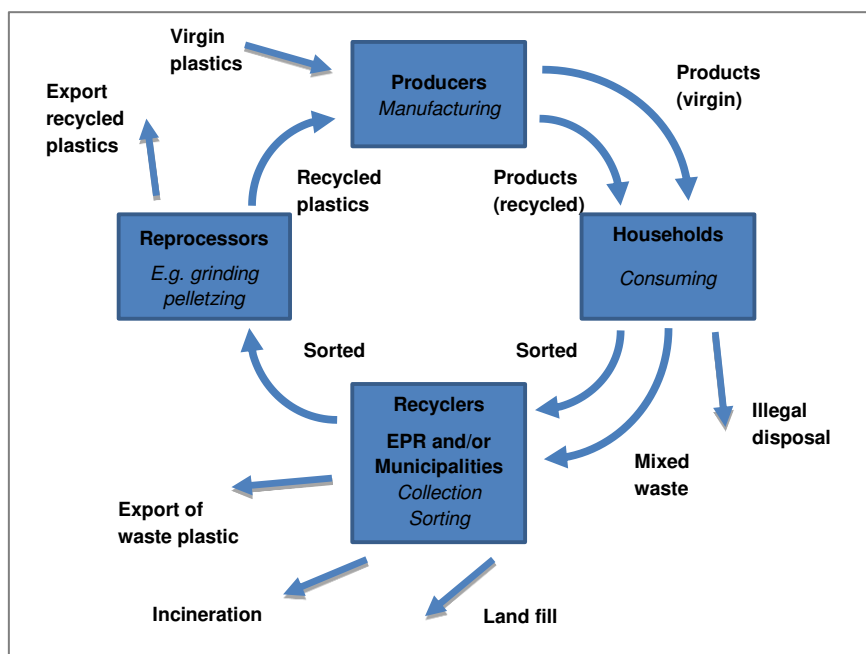 Virgin
plastics
Producers
Manufacturing
Products
(virgin)
Export
recycled
plastics
Recycled
plastics
Products
(recycled)
Reprocessors
E.g. grinding
pelletzing
Households
Consuming
Sorted
Sorted
Recyclers
EPR and/or
Municipalities
Collection
Sorting
Illegal
disposal
Mixed
waste
Export of
waste plastic
Incineration
Land fill